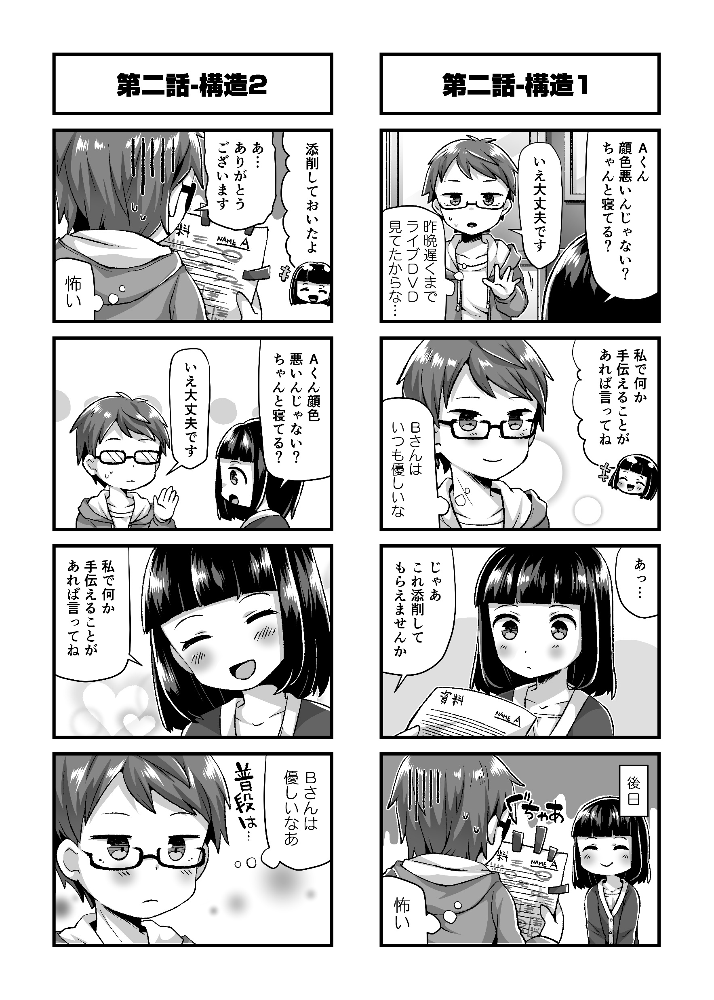 第二話-構造1
Aくん
顔色悪いんじゃない?
ちゃんと寝てる?
いえ大丈夫です
昨晩遅くまで
ライブDVD
見てたからな…
私で何か
手伝えることが
あれば言ってね
Bさんは
いつも優しいな
あっ…
じゃあ
これ添削して
もらえませんか
資料
NAME A
後日
ぐちゃあ
料
NAME A
怖い
第二話-構造2
添削しておいたよ
あ…
ありがとう
ございます
料
NAME A
怖い
Aくん顔色
悪いんじゃない?
ちゃんと寝てる?
いえ大丈夫です
私で何か
手伝えることが
あれば言ってね
Bさんは
優しいなあ
普段は…